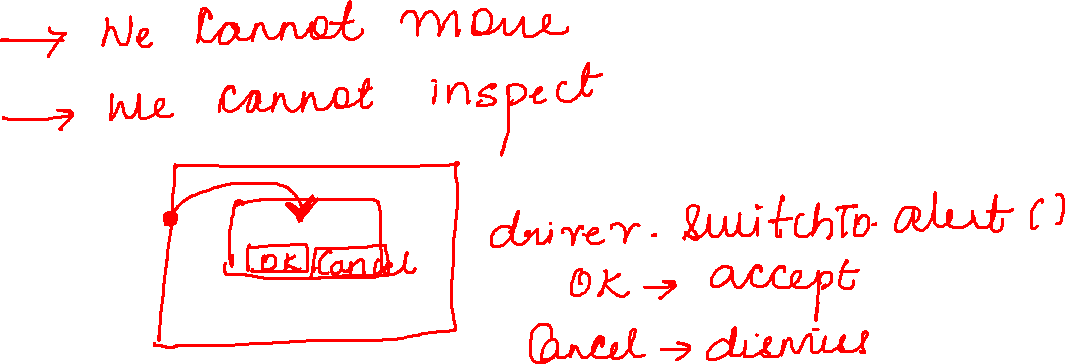 → We Cannot move
→ We cannot inspect
OK Cancel
driver. switchTo. alert ()
OK → accept
Cancel → dismiss